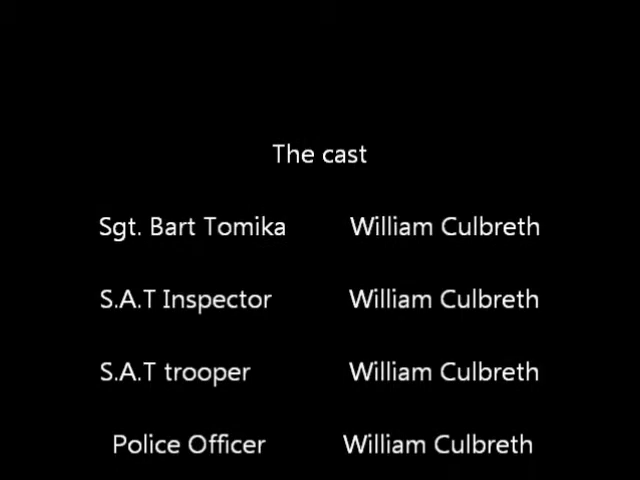 The cast
Sgt. Bart Tomika William Culbreth
S.A.T Inspector William Culbreth
S.A.T trooper William Culbreth
Police Officer William Culbreth